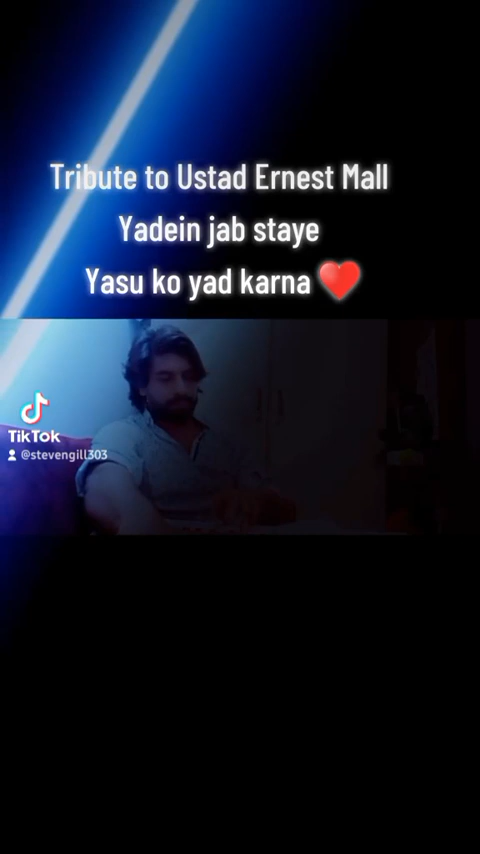 Tribute to Ustad Ernest Mall
Yadein jab staye
Yasu ko yad karna ❤️
TikTok
@stevengill303